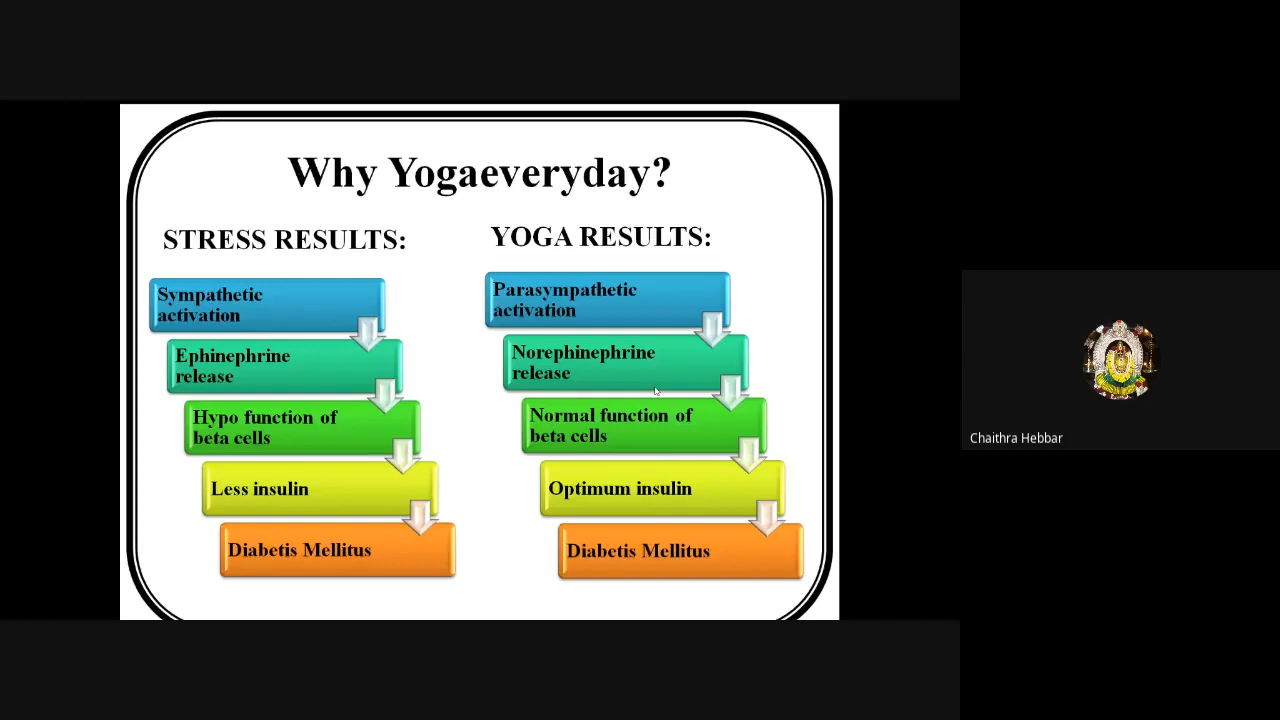 Why Yogaeveryday?
STRESS RESULTS:
Sympathetic
activation
Ephinephrine
release
Hypo function of
beta cells
Less insulin
Diabetis Mellitus
YOGA RESULTS:
Parasympathetic
activation
Norephinephrine
release
Normal function of
beta cells
Optimum insulin
Diabetis Mellitus
Chaithra Hebbar